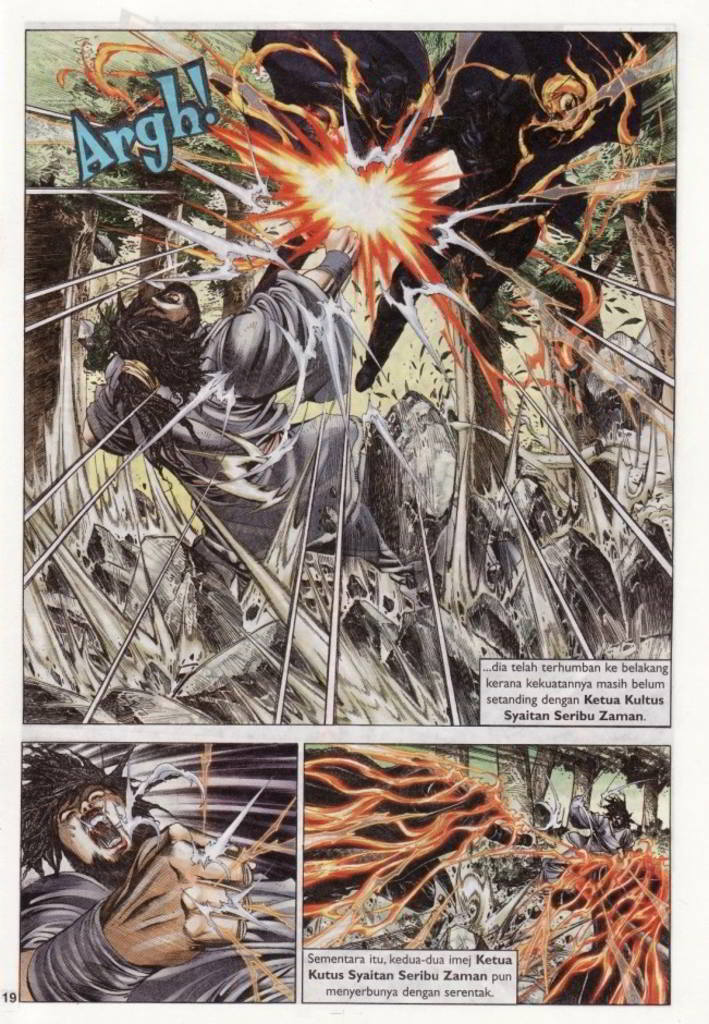 Argh!
...dia telah terhumban ke belakang
kerana kekuatannya masih belum
setanding dengan Ketua Kultus
Syaitan Seribu Zaman.
Sementara itu, kedua-dua imej Ketua
Kutus Syaitan Seribu Zaman pun
menyerbunya dengan serentak.
19